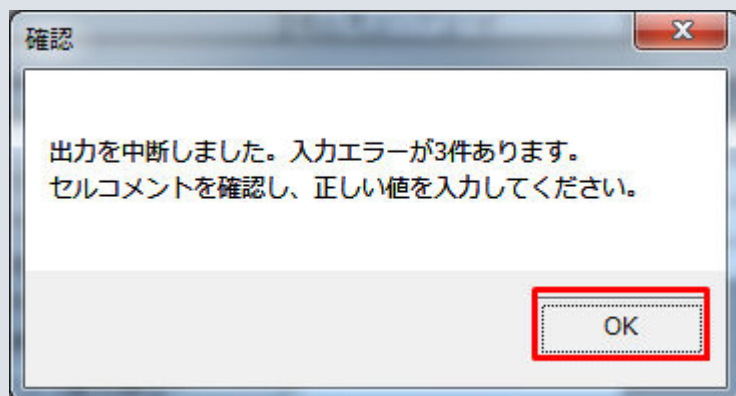 確認
出力を中断しました。入力エラーが3件あります。
セルコメントを確認し、正しい値を入力してください。
OK